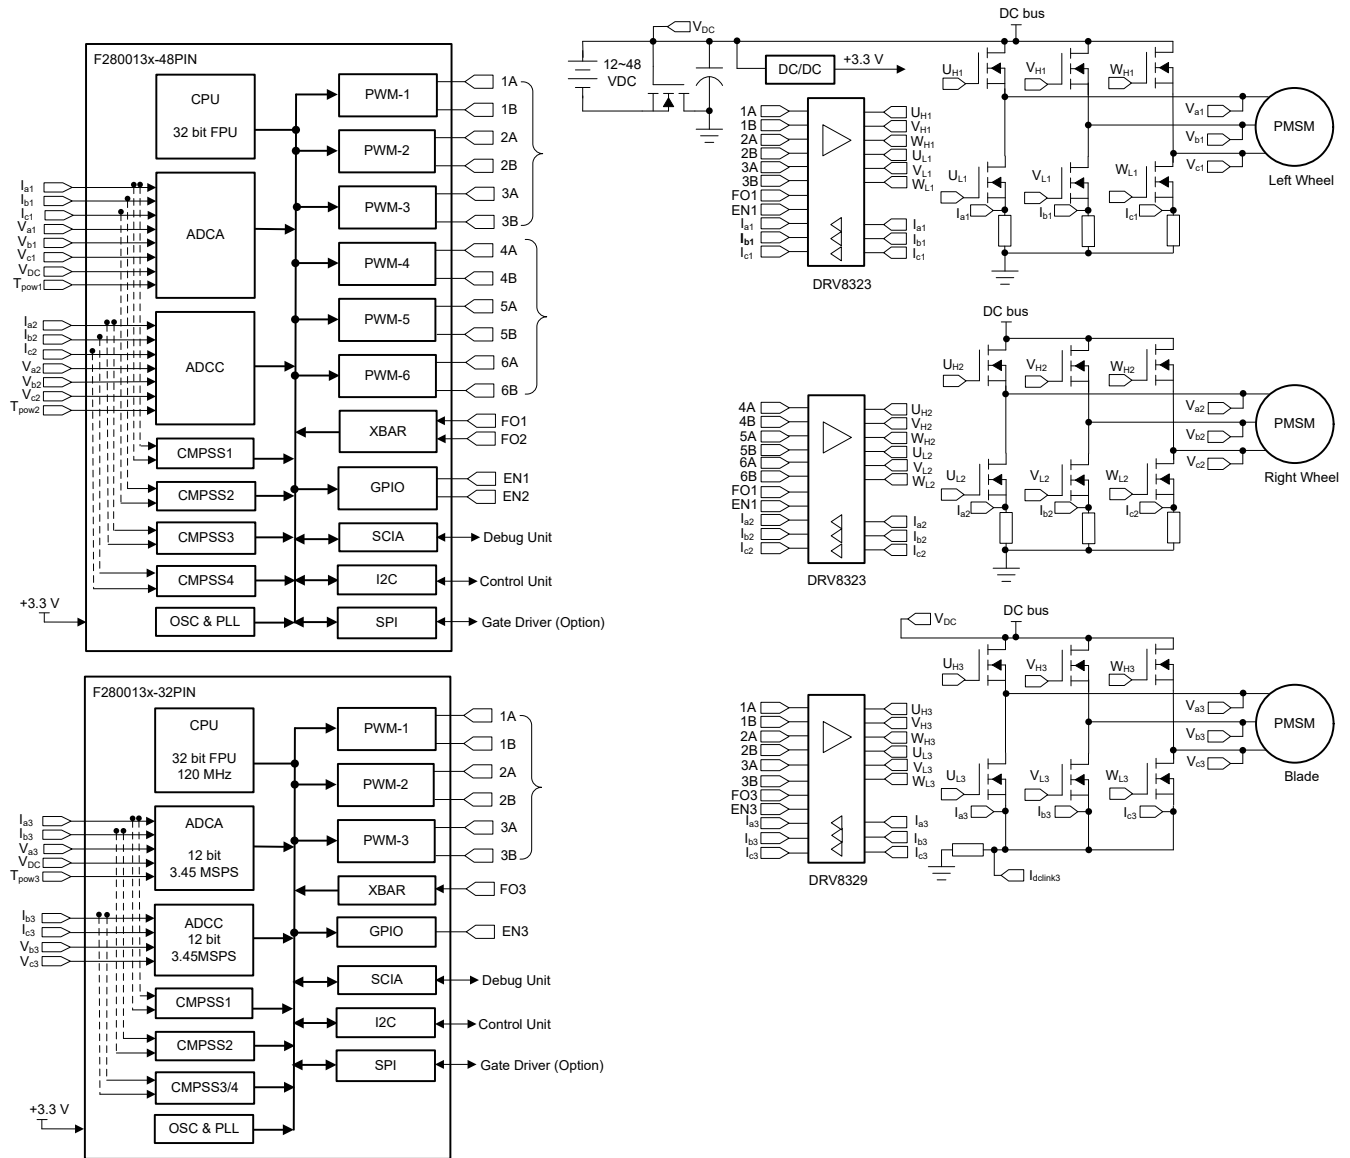 F280013x-48PIN
CPU
32 bit FPU
ADCA
ADCC
CMPSS1
CMPSS2
CMPSS3
CMPSS4
OSC & PLL
PWM-1
PWM-2
PWM-3
PWM-4
PWM-5
PWM-6
XBAR
GPIO
SCIA
I2C
SPI
Ia1
Ib1
Ic1
Va1
Vb1
Vc1
VDC
Tpow1
Ia2
Ib2
Ic2
Va2
Vb2
Vc2
Tpow2
+3.3 V
1A
1B
2A
2B
3A
3B
4A
4B
5A
5B
6A
6B
FO1
FO2
EN1
EN2
Debug Unit
Control Unit
Gate Driver (Option)
F280013x-32PIN
CPU
32 bit FPU
120 MHz
ADCA
12 bit
3.45 MSPS
ADCC
12 bit
3.45MSPS
CMPSS1
CMPSS2
CMPSS3/4
OSC & PLL
PWM-1
PWM-2
PWM-3
XBAR
GPIO
SCIA
I2C
SPI
Ia3
Ib3
Va3
VDC
Tpow3
Ib3
Ic3
Vb3
Vc3
+3.3 V
1A
1B
2A
2B
3A
3B
FO3
EN3
Debug Unit
Control Unit
Gate Driver (Option)
VDC
12~48
VDC
DC/DC
+3.3 V
1A
1B
2A
2B
3A
3B
FO1
EN1
Ia1
Ib1
Ic1
UH1
VH1
WH1
UL1
VL1
WL1
Ia1
Ib1
Ic1
DRV8323
DC bus
UH1
VH1
WH1
UL1
VL1
WL1
Ia1
Ib1
Ic1
Va1
Vb1
Vc1
PMSM
Left Wheel
4A
4B
5A
5B
6A
6B
FO1
EN1
Ia2
Ib2
Ic2
UH2
VH2
WH2
UL2
VL2
WL2
Ia2
Ib2
Ic2
DRV8323
DC bus
UH2
VH2
WH2
UL2
VL2
WL2
Ia2
Ib2
Ic2
Va2
Vb2
Vc2
PMSM
Right Wheel
1A
1B
2A
2B
3A
3B
FO3
EN3
Ia3
Ib3
Ic3
UH3
VH3
WH3
UL3
VL3
WL3
Ia3
Ib3
Ic3
DRV8329
VDC
DC bus
UH3
VH3
WH3
UL3
VL3
WL3
Ia3
Ib3
Ic3
Idclink3
Va3
Vb3
Vc3
PMSM
Blade